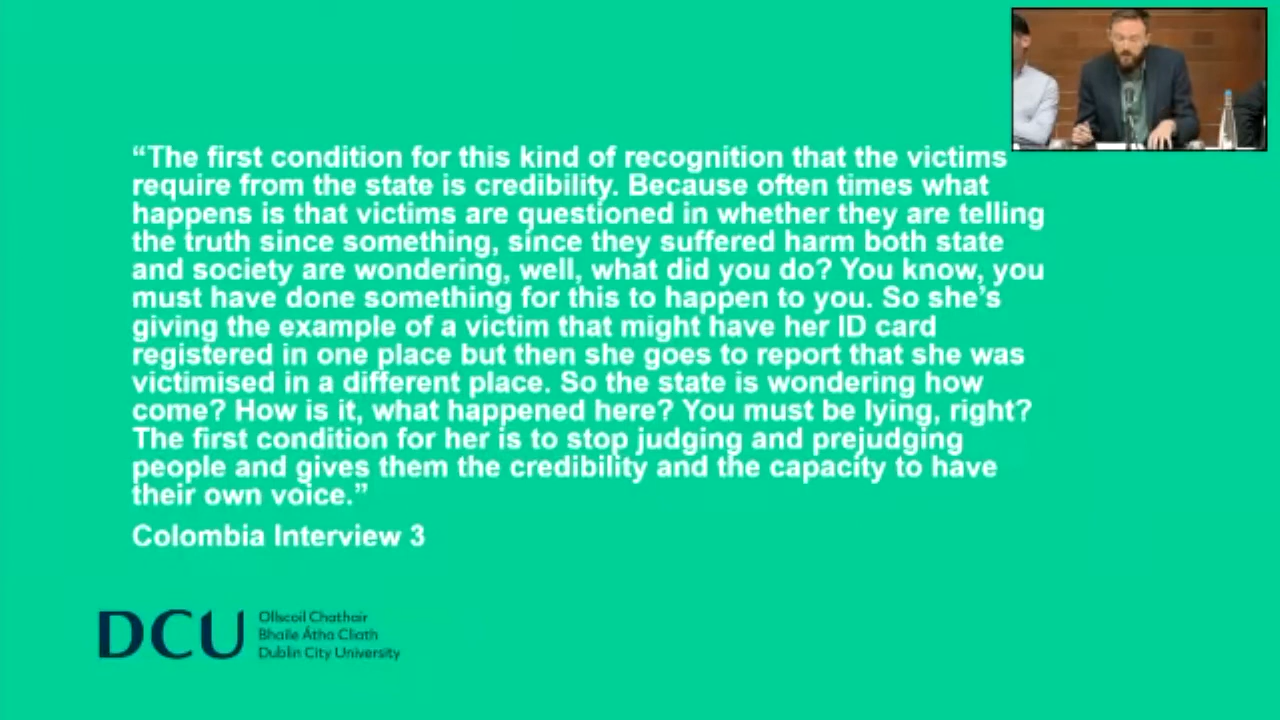 “The first condition for this kind of recognition that the victims
require from the state is credibility. Because often times what
happens is that victims are questioned in whether they are telling
the truth since something, since they suffered harm both state
and society are wondering, well, what did you do? You know, you
must have done something for this to happen to you. So she’s
giving the example of a victim that might have her ID card
registered in one place but then she goes to report that she was
victimised in a different place. So the state is wondering how
come? How is it, what happened here? You must be lying, right?
The first condition for her is to stop judging and prejudging
people and gives them the credibility and the capacity to have
their own voice.”
Colombia Interview 3
DCU
Ollscoil Chathair
Bhaile Átha Cliath
Dublin City University